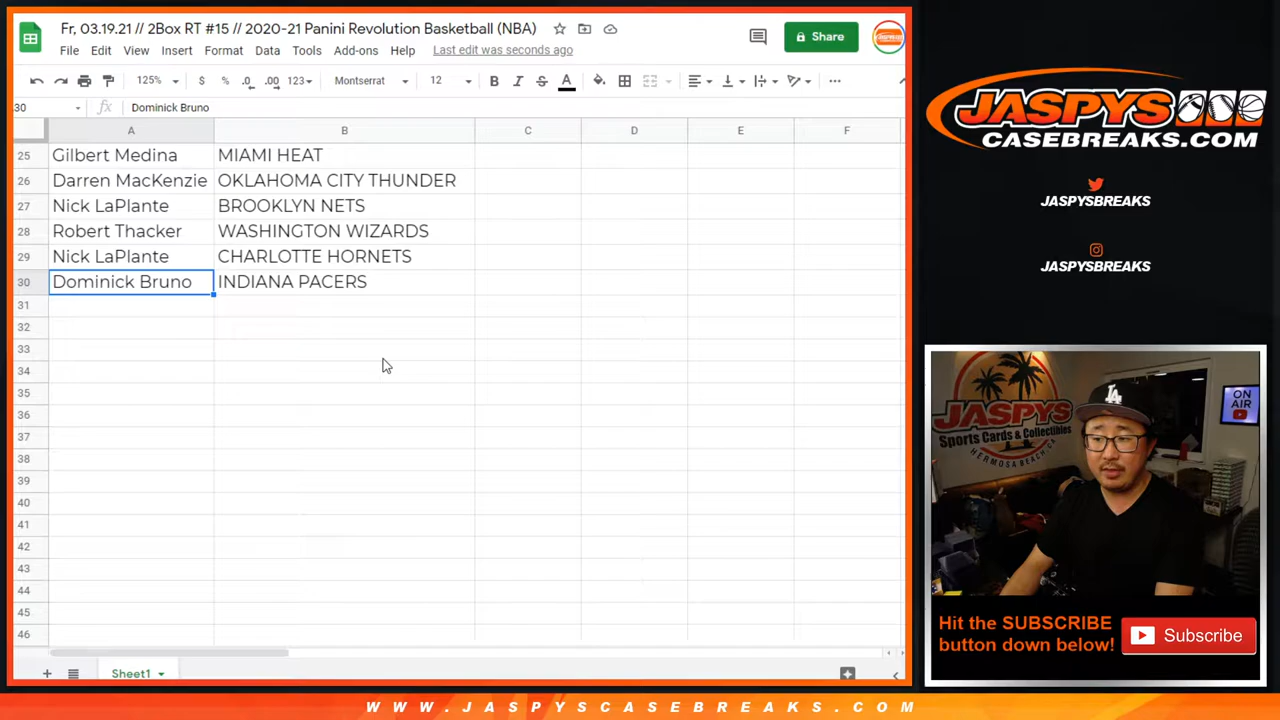 Fr, 03.19.21 // 2Box RT #15 // 2020-21 Panini Revolution Basketball (NBA)
File Edit View Insert Format Data Tools Add-ons Help Last edit was seconds ago
Share
125% $ % .0 .00 123 Montserrat 12 B I S A
30 fx Dominick Bruno
A B C D E F
25 Gilbert Medina MIAMI HEAT
26 Darren MacKenzie OKLAHOMA CITY THUNDER
27 Nick LaPlante BROOKLYN NETS
28 Robert Thacker WASHINGTON WIZARDS
29 Nick LaPlante CHARLOTTE HORNETS
30 Dominick Bruno INDIANA PACERS
31
32
33
34
35
36
37
38
39
40
41
42
43
44
45
46
Sheet1
JASPYS
CASEBREAKS.COM
JASPYSBREAKS
JASPYSBREAKS
JASPYS
Sports Cards & Collectibles
HERMOSA BEACH, CA
LA
ON
AIR
Hit the SUBSCRIBE
button down below!
Subscribe
WWW.JASPYSCASEBREAKS.COM